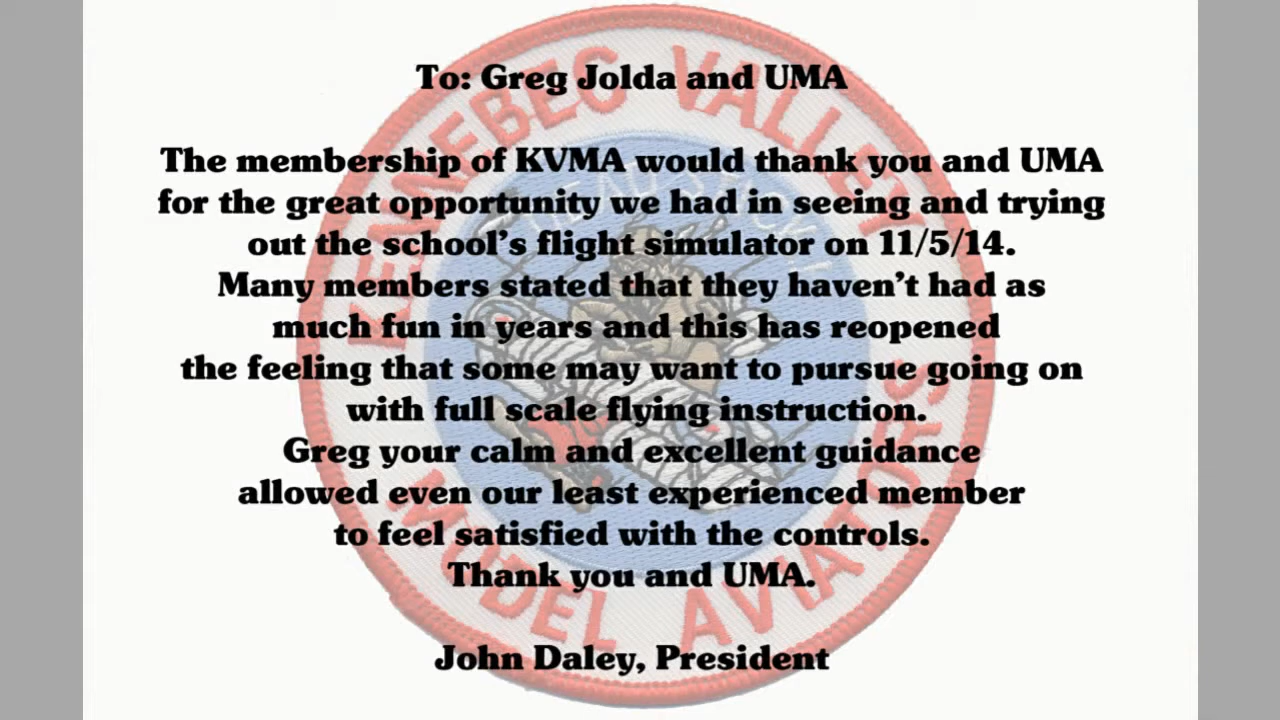 To: Greg Jolda and UMA
The membership of KVMA would thank you and UMA
for the great opportunity we had in seeing and trying
out the school's flight simulator on 11/5/14.
Many members stated that they haven't had as
much fun in years and this has reopened
the feeling that some may want to pursue going on
with full scale flying instruction.
Greg your calm and excellent guidance
allowed even our least experienced member
to feel satisfied with the controls.
Thank you and UMA.
John Daley, President
KENNEBEC VALLEY
MODEL AVIATORS